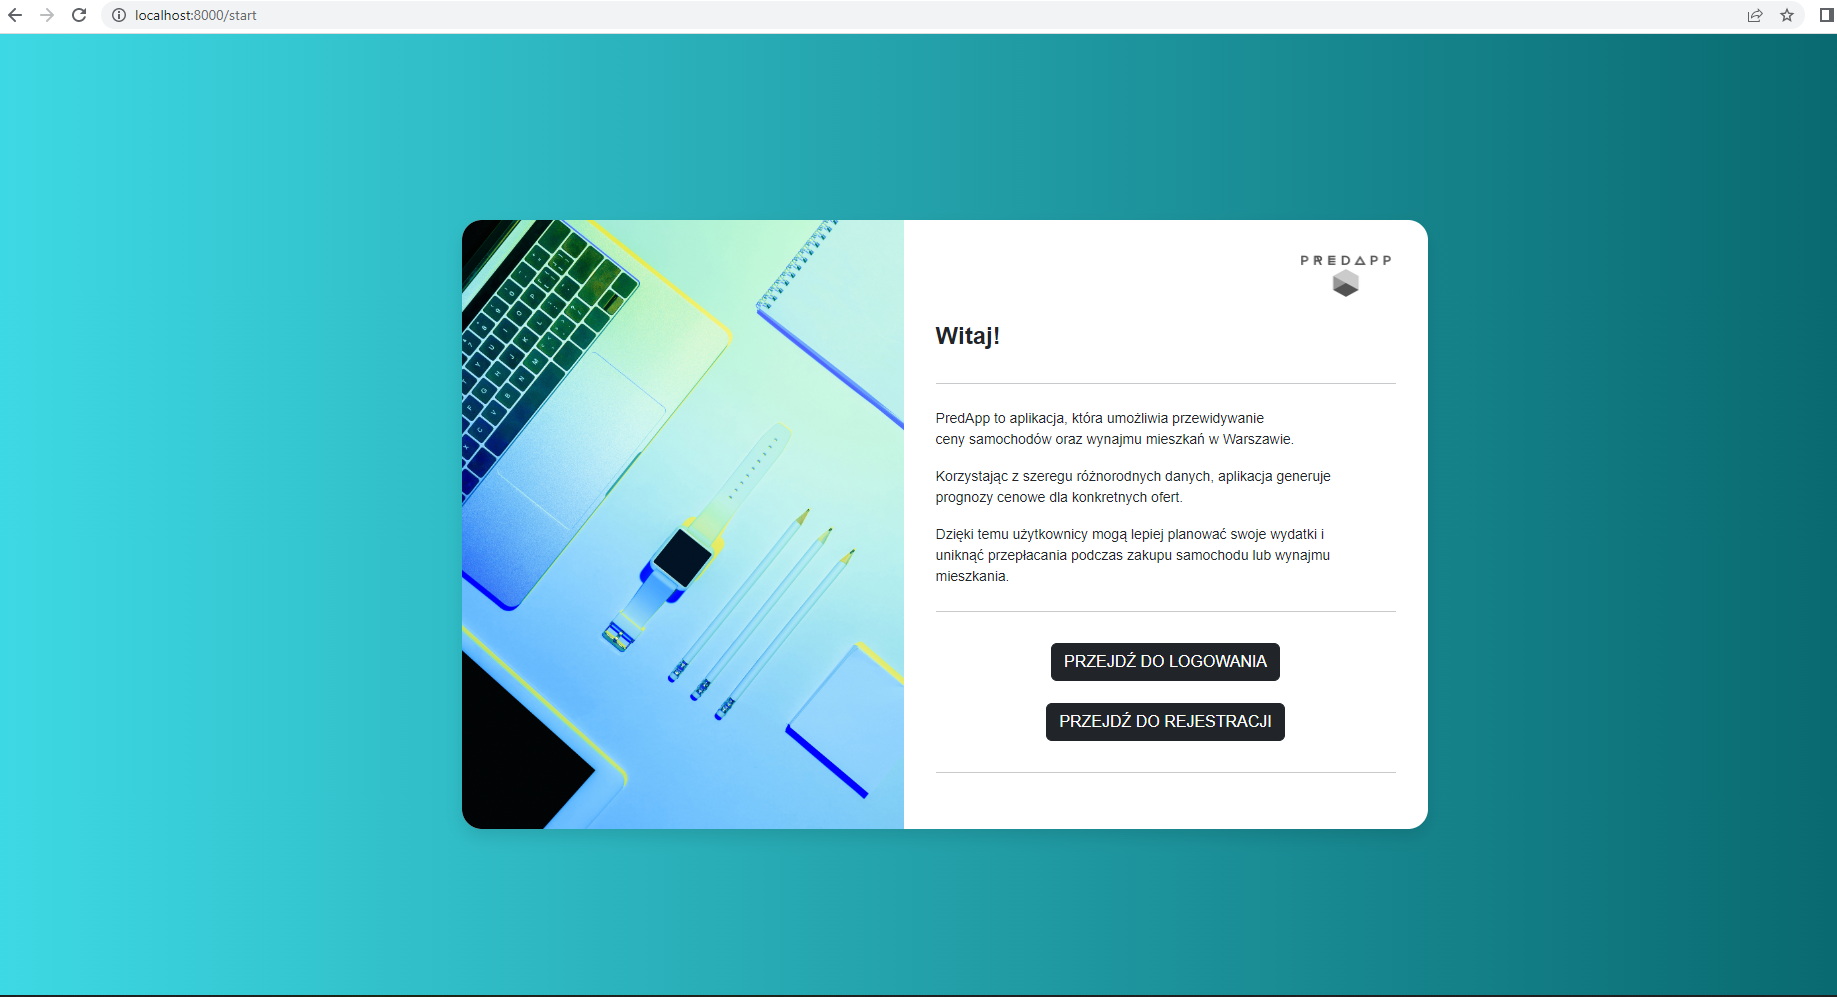 localhost:8000/start
PREDAPP
Witaj!
PredApp to aplikacja, która umożliwia przewidywanie
ceny samochodów oraz wynajmu mieszkań w Warszawie.
Korzystając z szeregu różnorodnych danych, aplikacja generuje
prognozy cenowe dla konkretnych ofert.
Dzięki temu użytkownicy mogą lepiej planować swoje wydatki i
uniknąć przepłacania podczas zakupu samochodu lub wynajmu
mieszkania.
PRZEJDŹ DO LOGOWANIA
PRZEJDŹ DO REJESTRACJI